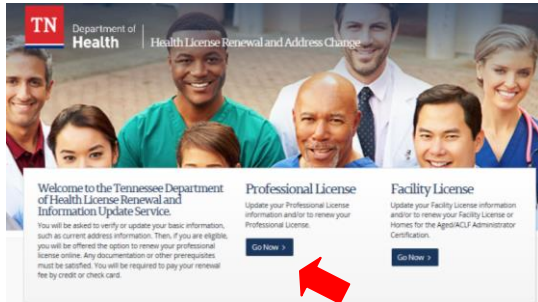 TN
Department of
Health
Health License Renewal and Address Change
Welcome to the Tennessee Department
of Health License Renewal and
Information Update Service.
You will be asked to verify or update your basic information,
such as current address information. Then, if you are eligible,
you will be offered the option to renew your professional
license online. Any documentation or other prerequisites
must be satisfied. You will be required to pay your renewal
fee by credit or check card.
Professional License
Update your Professional License
information and/or to renew your
Professional License.
Go Now >
Facility License
Update your Facility License information
and/or to renew your Facility License or
Homes for the Aged/ACLF Administrator
Certification.
Go Now >